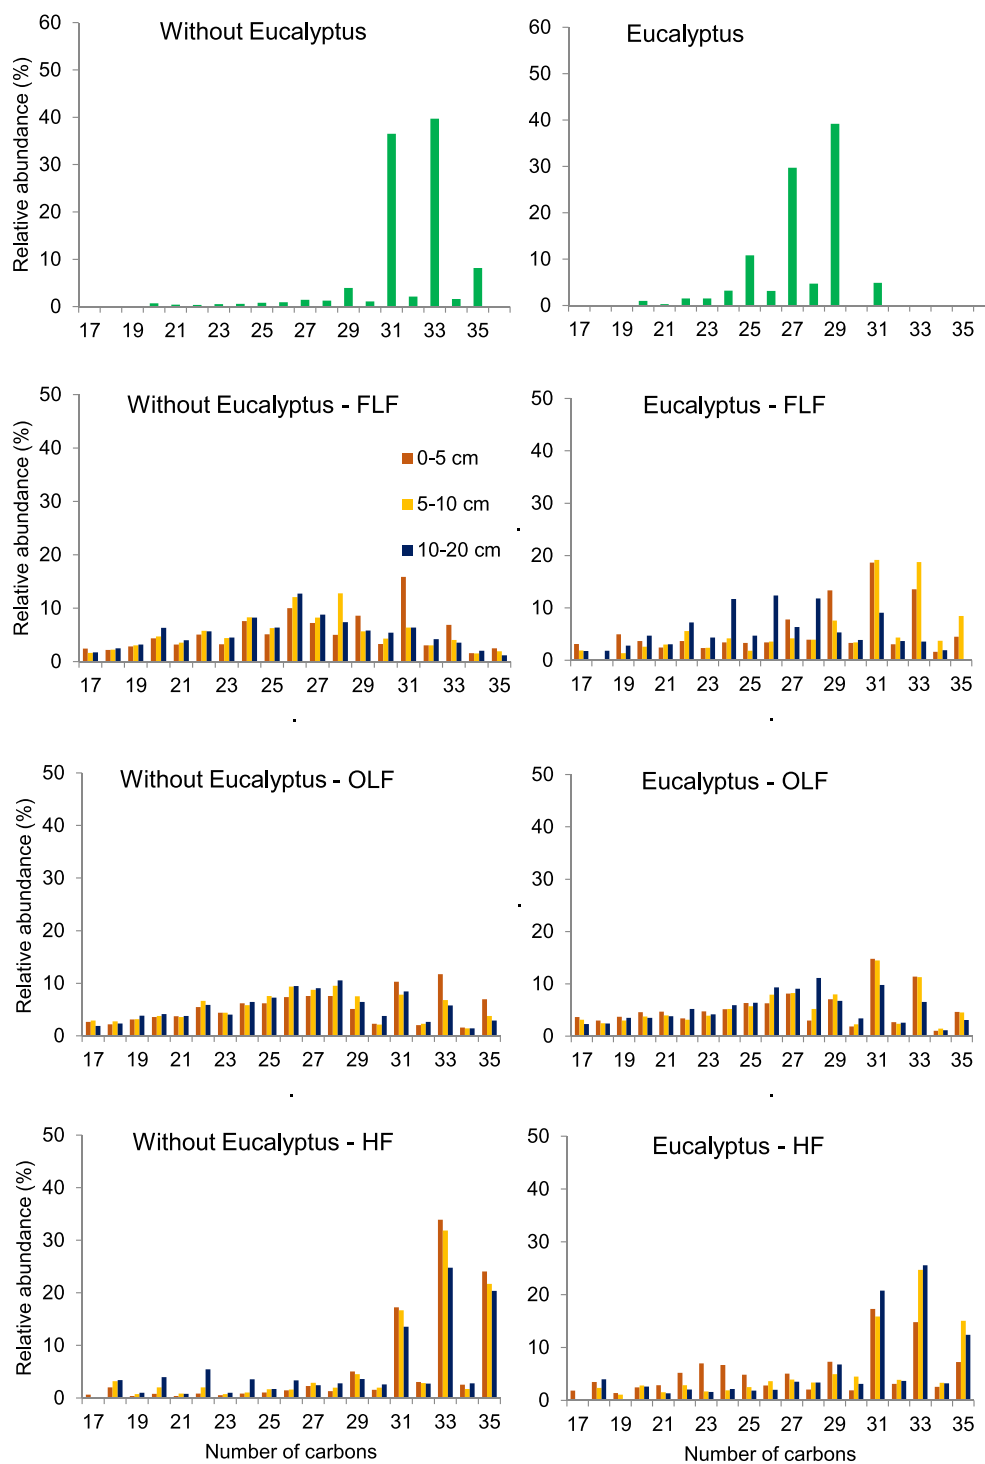 Without Eucalyptus
Relative abundance (%)
60
50
40
30
20
10
0
17 19 21 23 25 27 29 31 33 35
Eucalyptus
60
50
40
30
20
10
0
17 19 21 23 25 27 29 31 33 35
Without Eucalyptus - FLF
Relative abundance (%)
50
40
30
20
10
0
0-5 cm
5-10 cm
10-20 cm
17 19 21 23 25 27 29 31 33 35
Eucalyptus - FLF
50
40
30
20
10
0
17 19 21 23 25 27 29 31 33 35
Without Eucalyptus - OLF
Relative abundance (%)
50
40
30
20
10
0
17 19 21 23 25 27 29 31 33 35
Eucalyptus - OLF
50
40
30
20
10
0
17 19 21 23 25 27 29 31 33 35
Without Eucalyptus - HF
Relative abundance (%)
50
40
30
20
10
0
17 19 21 23 25 27 29 31 33 35
Number of carbons
Eucalyptus - HF
50
40
30
20
10
0
17 19 21 23 25 27 29 31 33 35
Number of carbons